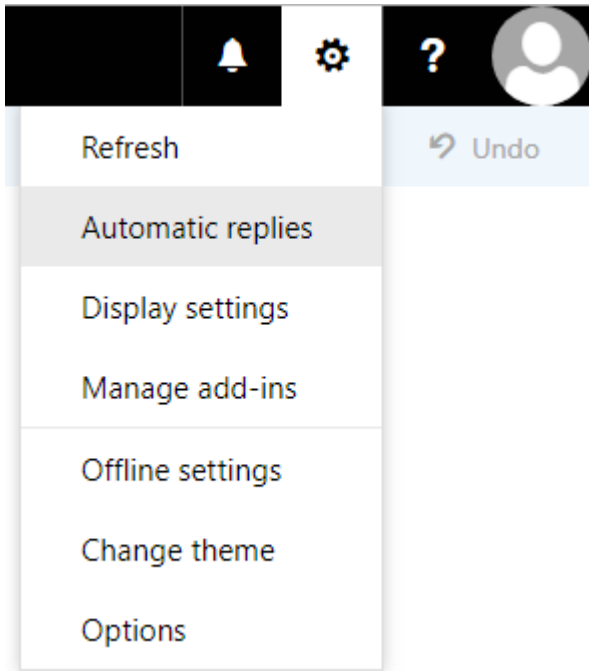 ?
Refresh
Undo
Automatic replies
Display settings
Manage add-ins
Offline settings
Change theme
Options